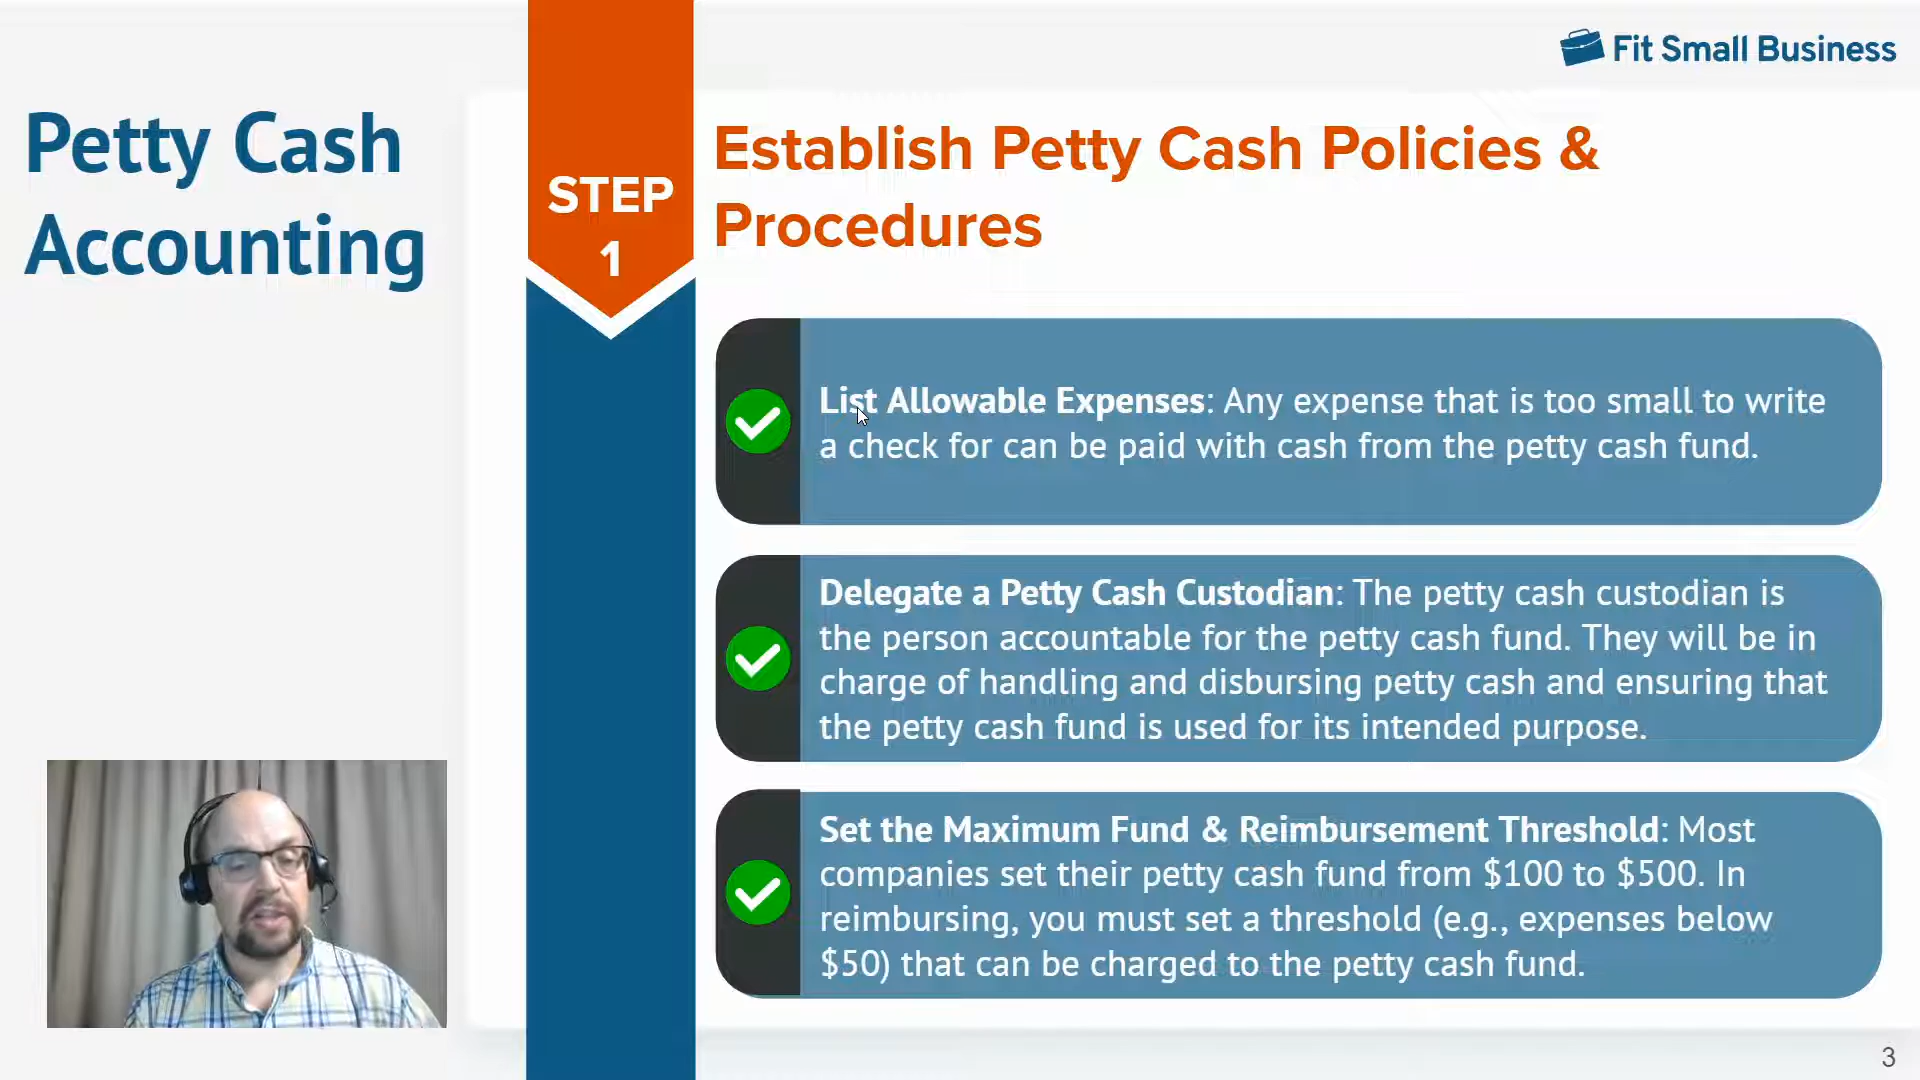 Fit Small Business
Petty Cash
Accounting
STEP
1
Establish Petty Cash Policies &
Procedures
List Allowable Expenses: Any expense that is too small to write
a check for can be paid with cash from the petty cash fund.
Delegate a Petty Cash Custodian: The petty cash custodian is
the person accountable for the petty cash fund. They will be in
charge of handling and disbursing petty cash and ensuring that
the petty cash fund is used for its intended purpose.
Set the Maximum Fund & Reimbursement Threshold: Most
companies set their petty cash fund from $100 to $500. In
reimbursing, you must set a threshold (e.g., expenses below
$50) that can be charged to the petty cash fund.
3